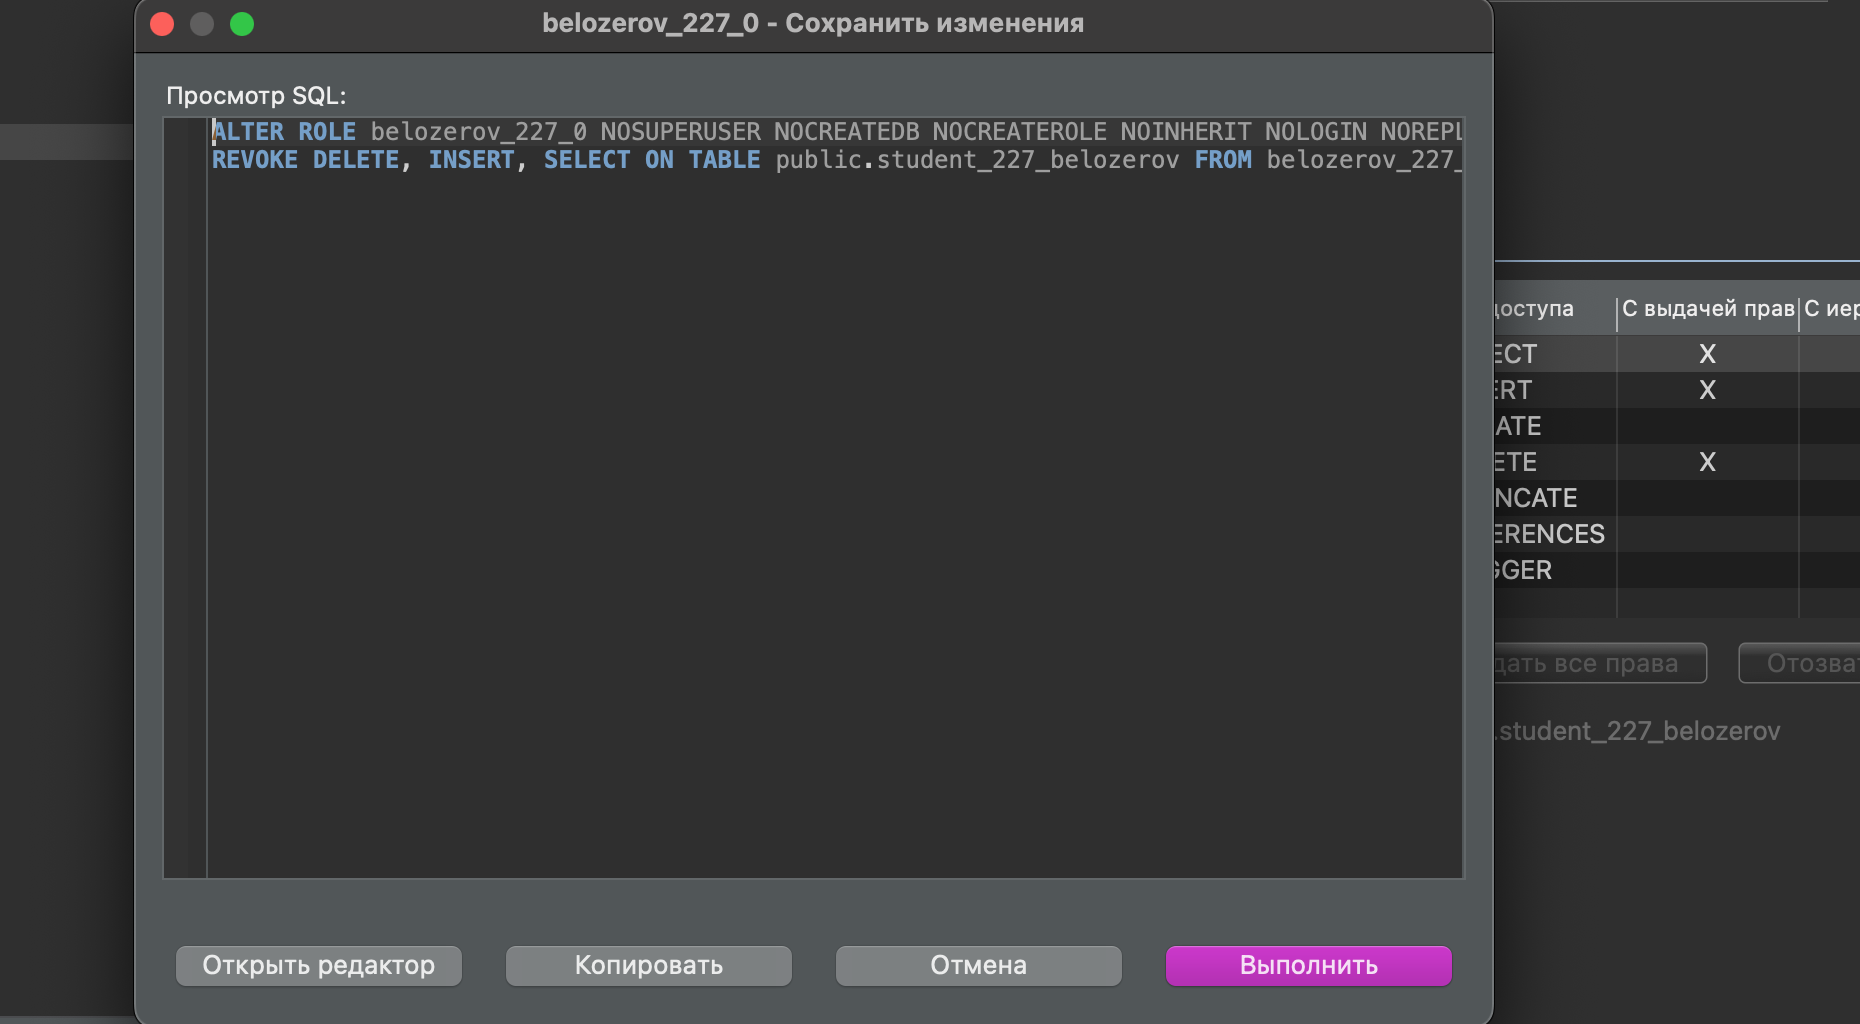 belozerov_227_0 - Сохранить изменения
Просмотр SQL:
ALTER ROLE belozerov_227_0 NOSUPERUSER NOCREATEDB NOCREATEROLE NOINHERIT NOLOGIN NOREPL
REVOKE DELETE, INSERT, SELECT ON TABLE public.student_227_belozerov FROM belozerov_227_
доступа С выдачей прав С иер
ECT X
ERT X
ATE
ETE X
NCATE
ERENCES
GGER
дать все права Отозва
.student_227_belozerov
Открыть редактор Копировать Отмена Выполнить